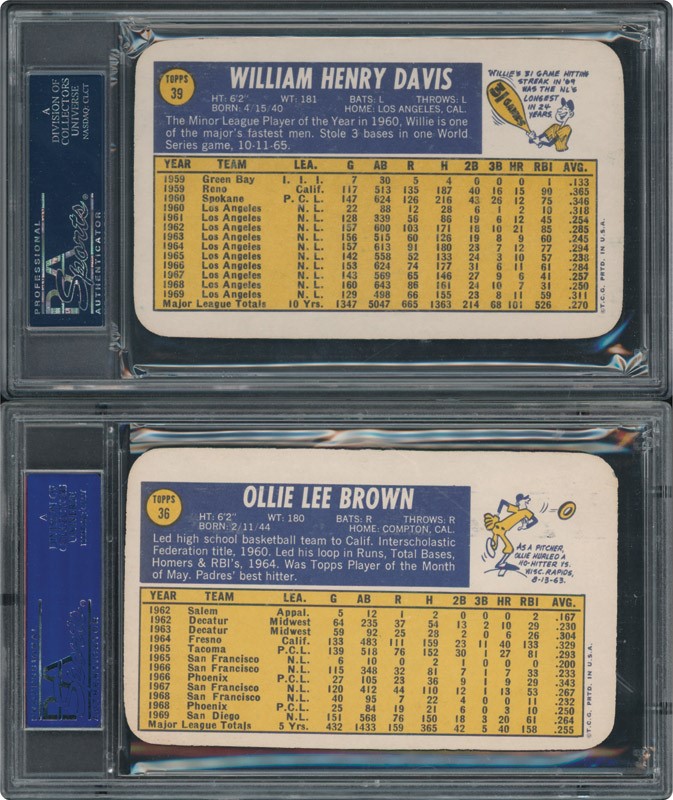 A
DIVISION OF
COLLECTORS
UNIVERSE
NASDAQ: CLCT
PROFESSIONAL
PSA
Sports®
AUTHENTICATOR
TOPPS
39
WILLIAM HENRY DAVIS
HT: 6'2" WT: 181 BATS: L THROWS: L
BORN: 4/15/40 HOME: LOS ANGELES, CAL.
The Minor League Player of the Year in 1960, Willie is one
of the major's fastest men. Stole 3 bases in one World
Series game, 10-11-65.
WILLIE'S 31 GAME HITTING
STREAK IN '69
WAS THE NL'S
LONGEST
IN 24
YEARS
31 GAMES
YEAR TEAM LEA. G AB R H 2B 3B HR RBI AVG.
1959 Green Bay I. I. I. 7 30 5 4 0 0 0 1 .133
1959 Reno Calif. 117 513 135 187 40 16 15 90 .365
1960 Spokane P.C.L. 147 624 126 216 43 26 12 75 .346
1960 Los Angeles N.L. 22 88 12 28 6 1 2 10 .318
1961 Los Angeles N.L. 128 339 56 86 19 6 12 45 .254
1962 Los Angeles N.L. 157 600 103 171 18 10 21 85 .285
1963 Los Angeles N.L. 156 515 60 126 19 8 9 60 .245
1964 Los Angeles N.L. 157 613 91 180 23 7 22 77 .294
1965 Los Angeles N.L. 142 558 52 133 24 3 10 57 .238
1966 Los Angeles N.L. 153 624 74 177 31 6 11 61 .284
1967 Los Angeles N.L. 143 569 65 146 27 9 6 41 .257
1968 Los Angeles N.L. 160 643 86 161 24 10 7 31 .250
1969 Los Angeles N.L. 129 498 66 155 23 8 11 59 .311
Major League Totals 10 Yrs. 1347 5047 665 1363 214 68 101 526 .270
©T.C.G. PRTD. IN U.S.A.
TOPPS
36
OLLIE LEE BROWN
HT: 6'2" WT: 180 BATS: R THROWS: R
BORN: 2/11/44 HOME: COMPTON, CAL.
Led high school basketball team to Calif. Interscholastic
Federation title, 1960. Led his loop in Runs, Total Bases,
Homers & RBI's, 1964. Was Topps Player of the Month
of May. Padres' best hitter.
AS A PITCHER,
OLLIE HURLED A
NO-HITTER VS.
WISC. RAPIDS,
8-13-63.
YEAR TEAM LEA. G AB R H 2B 3B HR RBI AVG.
1962 Salem Appal. 5 12 1 2 0 0 0 2 .167
1962 Decatur Midwest 64 235 37 54 13 2 10 29 .230
1963 Decatur Midwest 59 92 25 28 2 0 6 26 .304
1964 Fresno Calif. 133 483 111 159 23 11 40 133 .329
1965 Tacoma P.C.L. 139 518 76 152 30 1 27 81 .293
1965 San Francisco N.L. 6 10 0 2 1 0 0 0 .200
1966 San Francisco N.L. 115 348 32 81 7 1 7 33 .233
1966 Phoenix P.C.L. 27 105 23 36 9 1 9 29 .343
1967 San Francisco N.L. 120 412 44 110 12 1 13 53 .267
1968 San Francisco N.L. 40 95 7 22 4 0 0 11 .232
1968 Phoenix P.C.L. 25 84 19 21 6 0 3 10 .250
1969 San Diego N.L. 151 568 76 150 18 3 20 61 .264
Major League Totals 5 Yrs. 432 1433 159 365 42 5 40 158 .255
©T.C.G. PRTD. IN U.S.A.
A
PSA